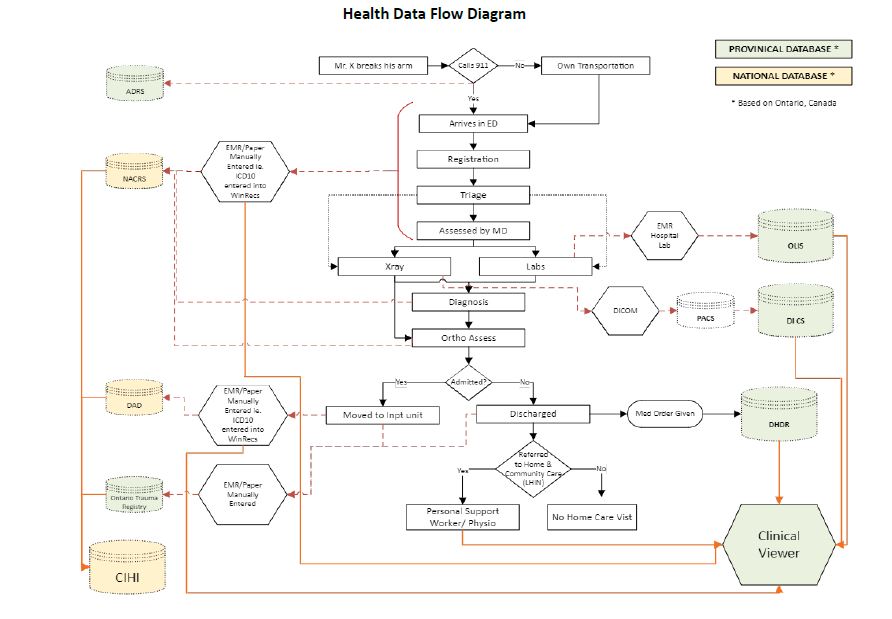 Health Data Flow Diagram
PROVINICAL DATABASE *
NATIONAL DATABASE *
* Based on Ontario, Canada
Mr. X breaks his arm
Calls 911
No
Own Transportation
Yes
ADRS
Arrives in ED
Registration
Triage
Assessed by MD
EMR/Paper
Manually
Entered ie.
ICD10
entered into
WinRecs
NACRS
EMR
Hospital
Lab
OLIS
Xray
Labs
Diagnosis
DICOM
PACS
DI CS
Ortho Assess
Yes
Admitted?
No
DAD
EMR/Paper
Manually
Entered ie.
ICD10
entered into
WinRecs
Moved to Inpt unit
Discharged
Med Order Given
DHDR
Referred
to Home &
Community Care
(LHIN)
Yes
No
Ontario Trauma
Registry
EMR/Paper
Manually
Entered
Personal Support
Worker/ Physio
No Home Care Vist
Clinical
Viewer
CIHI